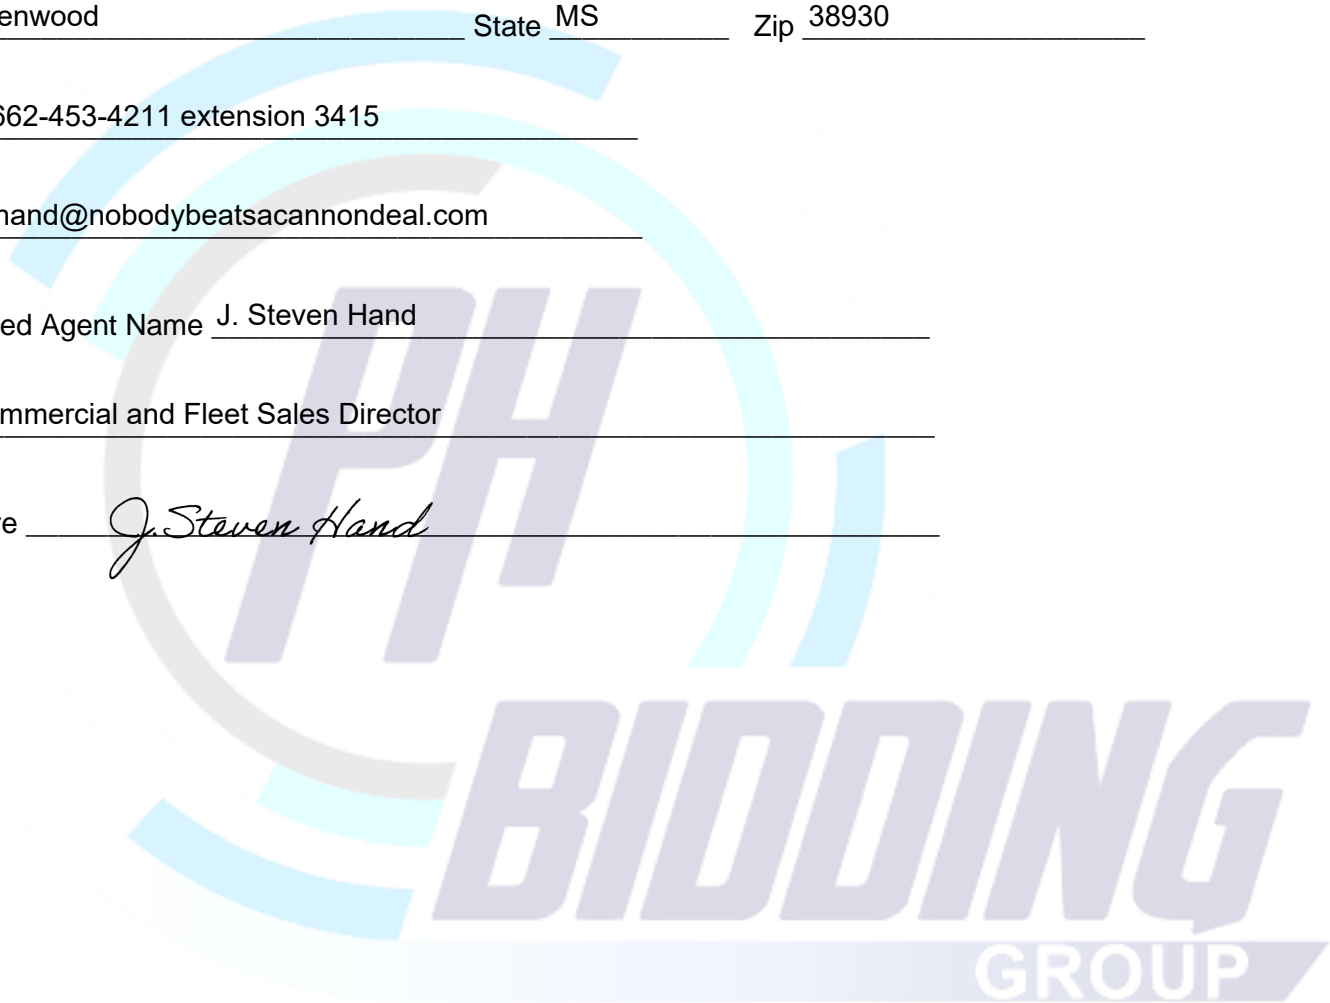 enwood State MS Zip 38930
662-453-4211 extension 3415
hand@nobodybeatsacannondeal.com
ed Agent Name J. Steven Hand
mmercial and Fleet Sales Director
re J. Steven Hand
PH
BIDDING
GROUP